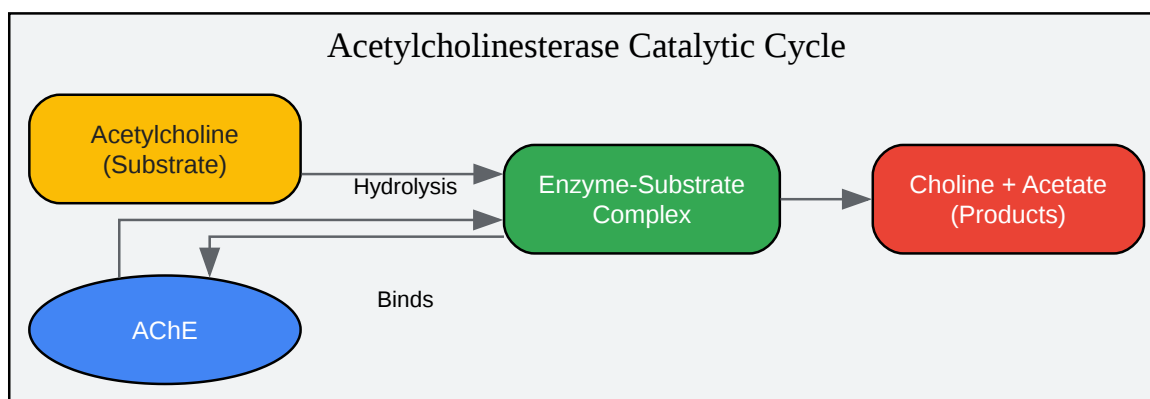 Acetylcholinesterase Catalytic Cycle
Acetylcholine
(Substrate)
Hydrolysis
Enzyme-Substrate
Complex
Choline + Acetate
(Products)
Binds
AChE